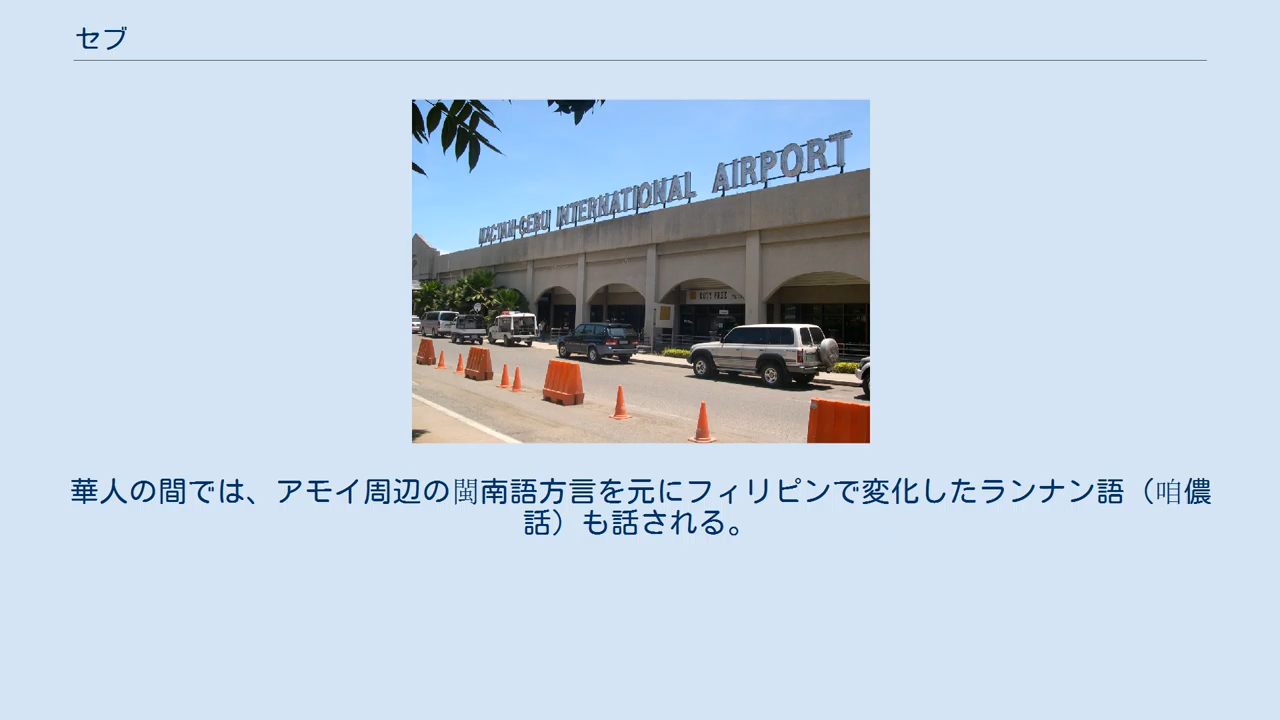 セブ
MACTAN-CEBU INTERNATIONAL AIRPORT
DUTY FREE
華人の間では、アモイ周辺の閩南語方言を元にフィリピンで変化したランナン語（咱儂
話）も話される。